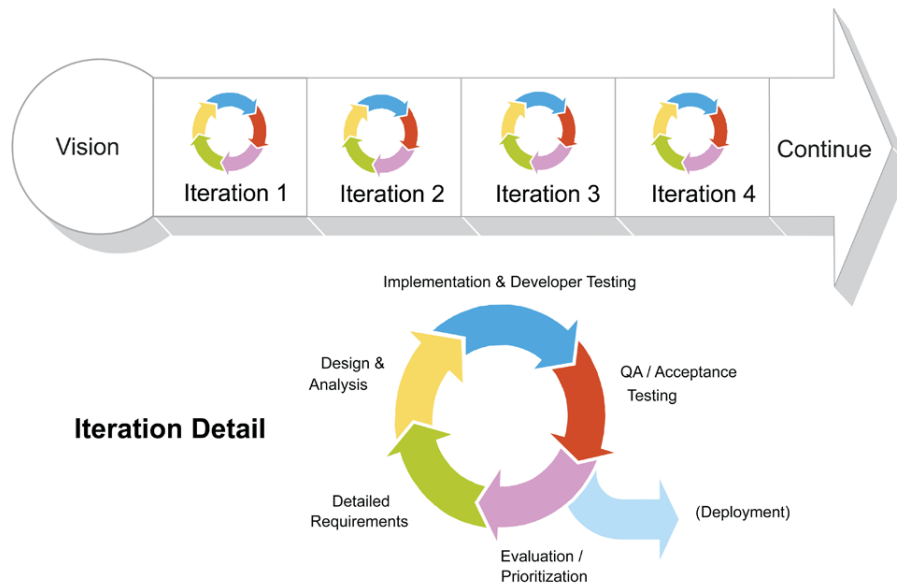 Vision
Iteration 1
Iteration 2
Iteration 3
Iteration 4
Continue
Implementation & Developer Testing
Design &
Analysis
QA / Acceptance
Testing
Iteration Detail
Detailed
Requirements
(Deployment)
Evaluation /
Prioritization